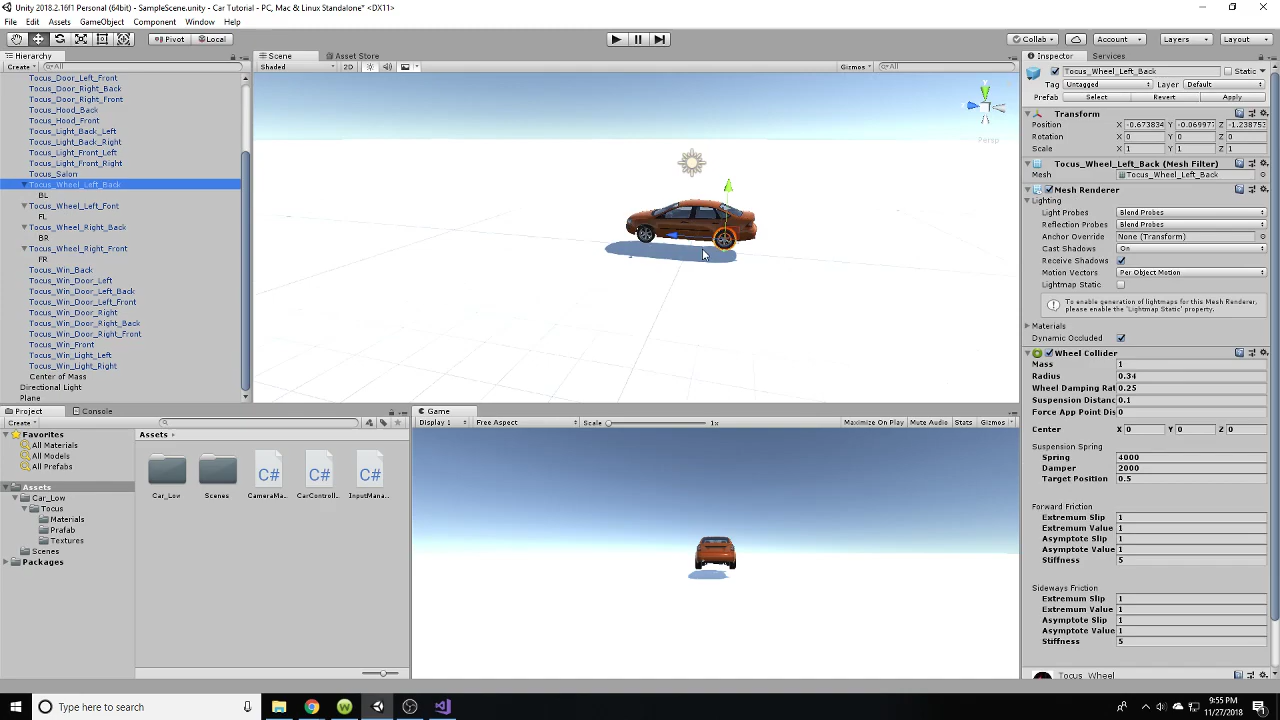 Unity 2018.2.16f1 Personal (64bit) - SampleScene.unity - Car Tutorial - PC, Mac & Linux Standalone* <DX11>
File Edit Assets GameObject Component Window Help
Pivot Local Collab Account Layers Layout
Hierarchy
Create All
Tocus_Door_Left_Front
Tocus_Door_Right_Back
Tocus_Door_Right_Front
Tocus_Hood_Back
Tocus_Hood_Front
Tocus_Light_Back_Left
Tocus_Light_Back_Right
Tocus_Light_Front_Left
Tocus_Light_Front_Right
Tocus_Salon
Tocus_Wheel_Left_Back
BL
Tocus_Wheel_Left_Font
FL
Tocus_Wheel_Right_Back
BR
Tocus_Wheel_Right_Front
FR
Tocus_Win_Back
Tocus_Win_Door_Left
Tocus_Win_Door_Left_Back
Tocus_Win_Door_Left_Front
Tocus_Win_Door_Right
Tocus_Win_Door_Right_Back
Tocus_Win_Door_Right_Front
Tocus_Win_Front
Tocus_Win_Light_Left
Tocus_Win_Light_Right
Center of Mass
Directional Light
Plane
Scene Asset Store
Shaded 2D Gizmos All
y
z
Persp
Project Console
Create
Favorites
All Materials
All Models
All Prefabs
Assets
Car_Low
Tocus
Materials
Prefab
Textures
Scenes
Packages
Assets
C# C# C#
Car_Low Scenes CameraMa... CarControll... InputMana...
Game
Display 1 Free Aspect Scale 1x Maximize On Play Mute Audio Stats Gizmos
Inspector Services
Tocus_Wheel_Left_Back Static
Tag Untagged Layer Default
Prefab Select Revert Apply
Transform
Position X -0.673834 Y -0.069977 Z -1.238753
Rotation X 0 Y 0 Z 0
Scale X 1 Y 1 Z 1
Tocus_Wheel_Left_Back (Mesh Filter)
Mesh Tocus_Wheel_Left_Back
Mesh Renderer
Lighting
Light Probes Blend Probes
Reflection Probes Blend Probes
Anchor Override None (Transform)
Cast Shadows On
Receive Shadows
Motion Vectors Per Object Motion
Lightmap Static
To enable generation of lightmaps for this Mesh Renderer,
please enable the "Lightmap Static" property.
Materials
Dynamic Occluded
Wheel Collider
Mass 1
Radius 0.34
Wheel Damping Rat 0.25
Suspension Distanc 0.1
Force App Point Dis 0
Center X 0 Y 0 Z 0
Suspension Spring
Spring 4000
Damper 2000
Target Position 0.5
Forward Friction
Extremum Slip 1
Extremum Value 1
Asymptote Slip 1
Asymptote Value 1
Stiffness 5
Sideways Friction
Extremum Slip 1
Extremum Value 1
Asymptote Slip 1
Asymptote Value 1
Stiffness 5
Tocus_Wheel
Type here to search
9:55 PM
11/27/2018